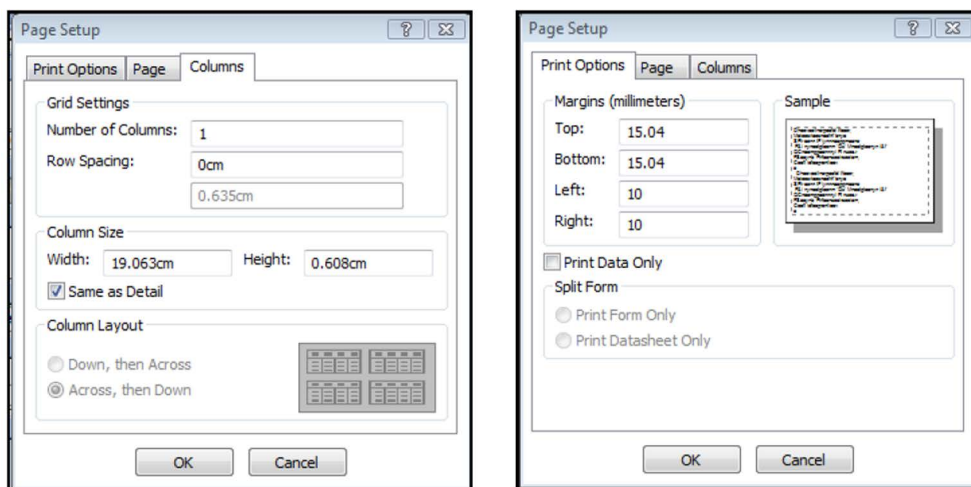 Page Setup
Print Options Page Columns
Grid Settings
Number of Columns: 1
Row Spacing: 0cm
0.635cm
Column Size
Width: 19.063cm Height: 0.608cm
Same as Detail
Column Layout
Down, then Across
Across, then Down
OK Cancel
Page Setup
Print Options Page Columns
Margins (millimeters)
Top: 15.04
Bottom: 15.04
Left: 10
Right: 10
Sample
Print Data Only
Split Form
Print Form Only
Print Datasheet Only
OK Cancel